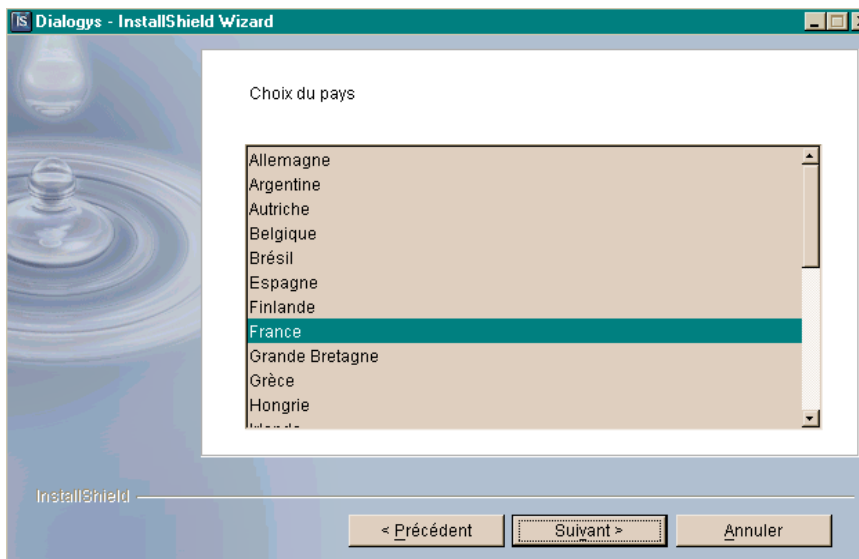 Dialogys - InstallShield Wizard
Choix du pays
Allemagne
Argentine
Autriche
Belgique
Brésil
Espagne
Finlande
France
Grande Bretagne
Grèce
Hongrie
InstallShield
< Précédent
Suivant >
Annuler